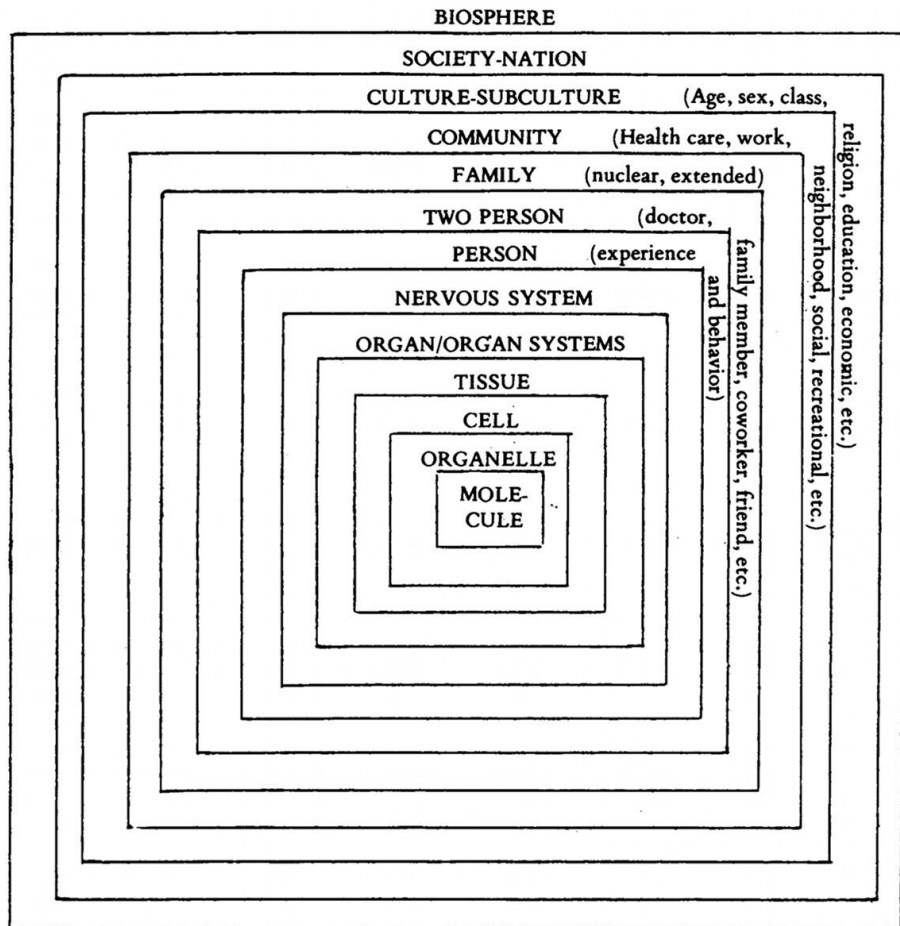 BIOSPHERE
SOCIETY-NATION
CULTURE-SUBCULTURE (Age, sex, class,
religion, education, economic, etc.)
COMMUNITY (Health care, work,
neighborhood, social, recreational, etc.)
FAMILY (nuclear, extended)
TWO PERSON (doctor,
family member, coworker, friend, etc.)
PERSON (experience
and behavior)
NERVOUS SYSTEM
ORGAN/ORGAN SYSTEMS
TISSUE
CELL
ORGANELLE
MOLE-
CULE